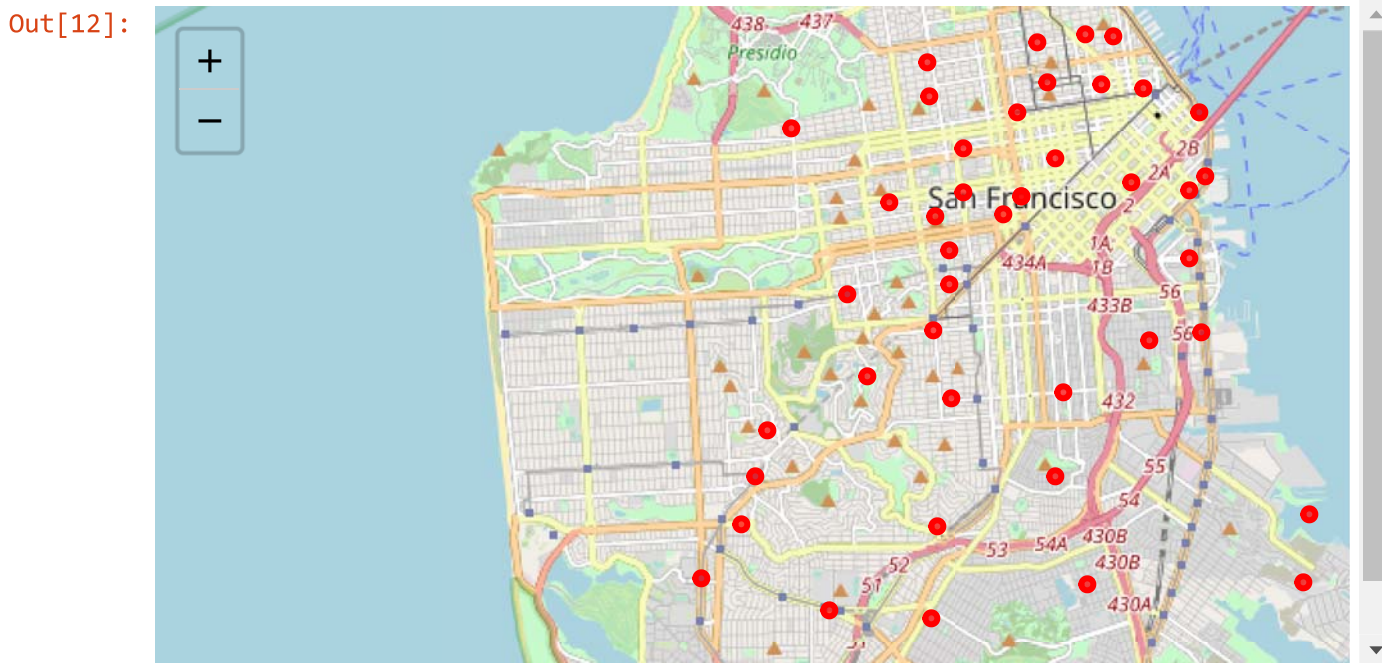 Out[12]:
+
−
438
437
Presidio
2B
2A
San Francisco
2
1A
434A
1B
56
433B
56
432
55
54
430B
53
54A
52
430B
51
430A